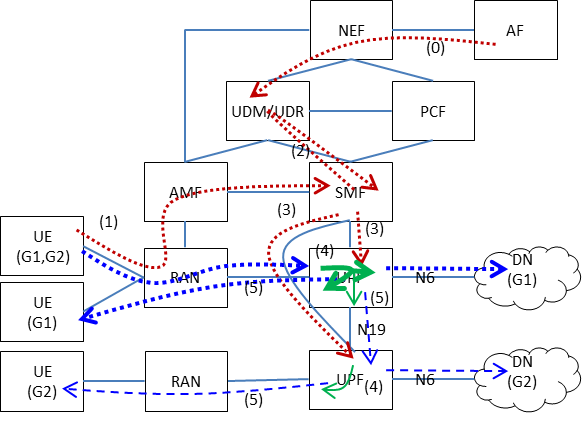 NEF
AF
(0)
UDM/UDR
PCF
(2)
AMF
SMF
(1)
(3)
(3)
UE
(G1,G2)
(4)
DN
(G1)
RAN
UPF
N6
(5)
(5)
UE
(G1)
N19
UE
(G2)
RAN
UPF
(4)
N6
DN
(G2)
(5)